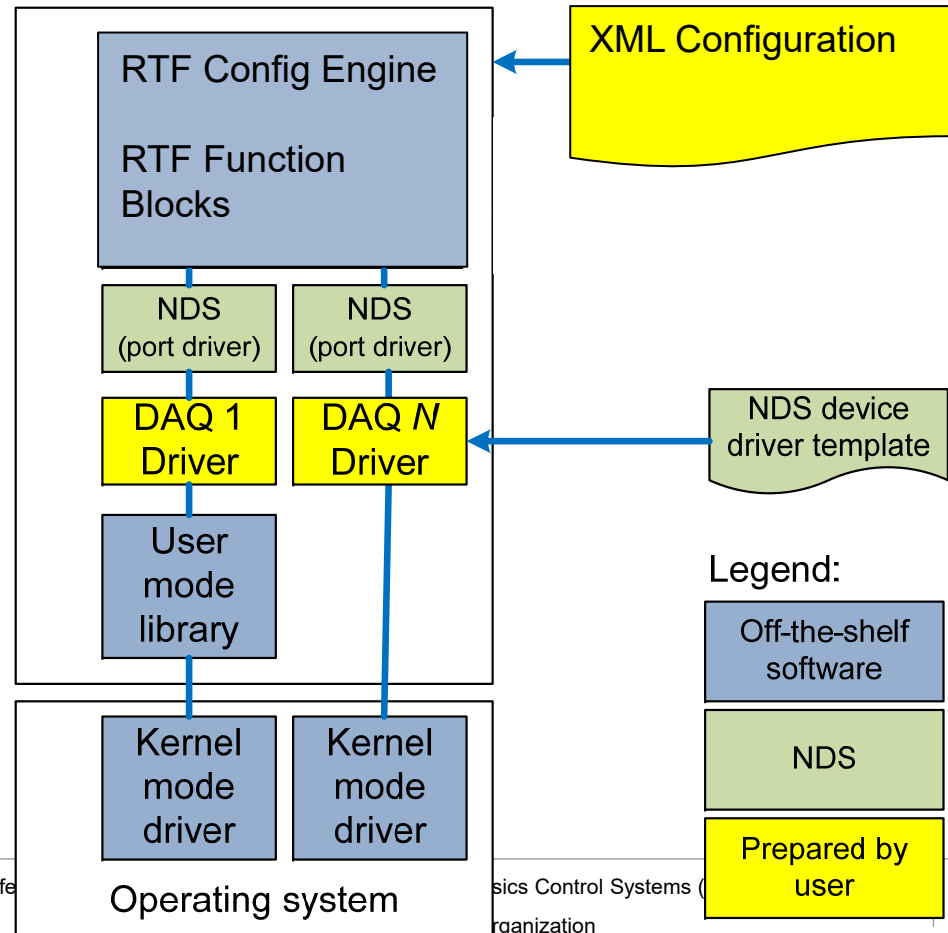 RTF Config Engine
RTF Function
Blocks
XML Configuration
NDS
(port driver)
NDS
(port driver)
DAQ 1
Driver
DAQ N
Driver
NDS device
driver template
User
mode
library
Legend:
Off-the-shelf
software
NDS
Prepared by
user
Kernel
mode
driver
Kernel
mode
driver
Operating system
sics Control Systems (
rganization